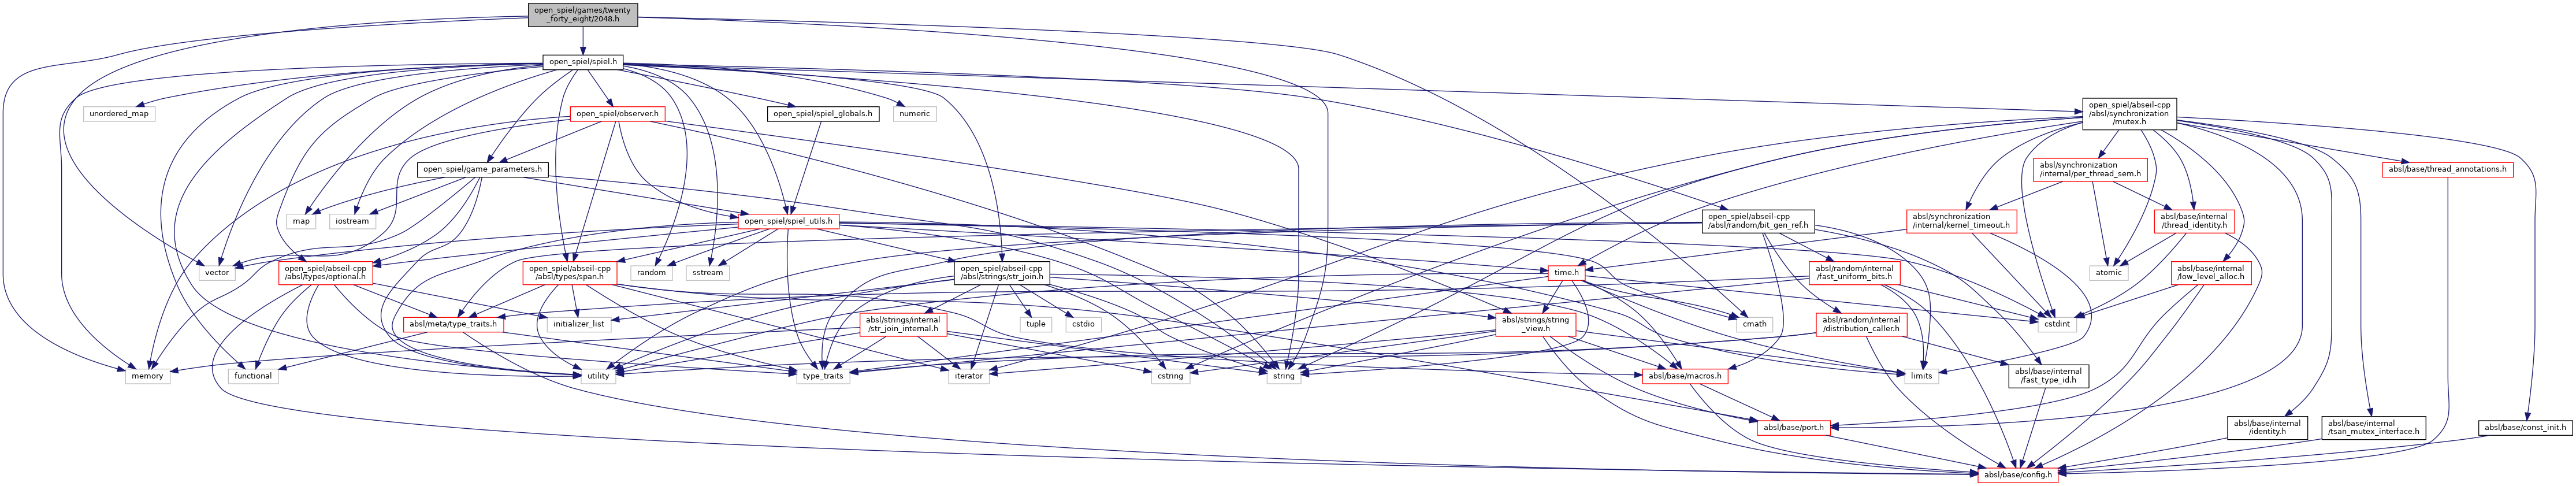 open_spiel/games/twenty
_forty_eight/2048.h
open_spiel/spiel.h
unordered_map
open_spiel/observer.h
open_spiel/spiel_globals.h
numeric
open_spiel/abseil-cpp
/absl/synchronization
/mutex.h
open_spiel/game_parameters.h
absl/synchronization
/internal/per_thread_sem.h
absl/base/thread_annotations.h
map
iostream
open_spiel/spiel_utils.h
open_spiel/abseil-cpp
/absl/random/bit_gen_ref.h
absl/synchronization
/internal/kernel_timeout.h
absl/base/internal
/thread_identity.h
vector
open_spiel/abseil-cpp
/absl/types/optional.h
open_spiel/abseil-cpp
/absl/types/span.h
random
sstream
open_spiel/abseil-cpp
/absl/strings/str_join.h
time.h
absl/random/internal
/fast_uniform_bits.h
atomic
absl/base/internal
/low_level_alloc.h
absl/meta/type_traits.h
initializer_list
absl/strings/internal
/str_join_internal.h
tuple
cstdio
absl/strings/string
_view.h
cmath
absl/random/internal
/distribution_caller.h
cstdint
memory
functional
utility
type_traits
iterator
cstring
string
absl/base/macros.h
limits
absl/base/internal
/fast_type_id.h
absl/base/port.h
absl/base/internal
/identity.h
absl/base/internal
/tsan_mutex_interface.h
absl/base/const_init.h
absl/base/config.h